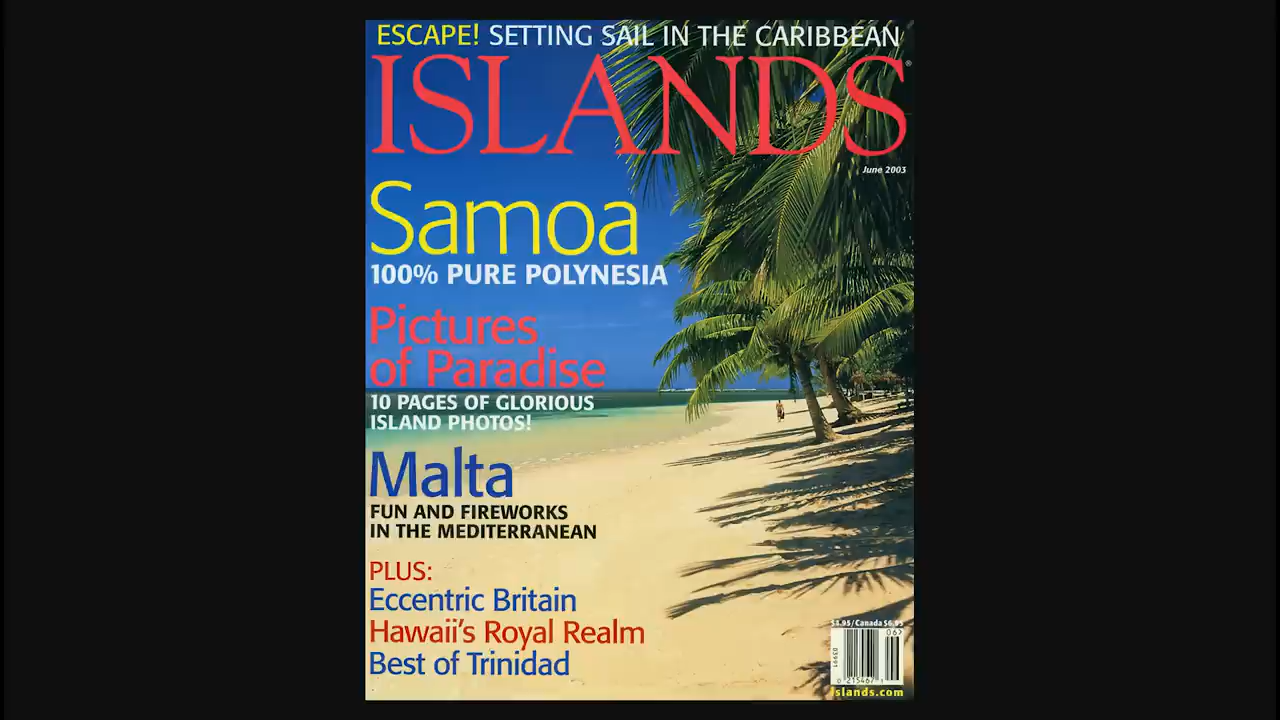 ESCAPE! SETTING SAIL IN THE CARIBBEAN
ISLANDS®
June 2003
Samoa
100% PURE POLYNESIA
Pictures
of Paradise
10 PAGES OF GLORIOUS
ISLAND PHOTOS!
Malta
FUN AND FIREWORKS
IN THE MEDITERRANEAN
PLUS:
Eccentric Britain
Hawaii's Royal Realm
Best of Trinidad
/Canada $6.95
06>
islands.com